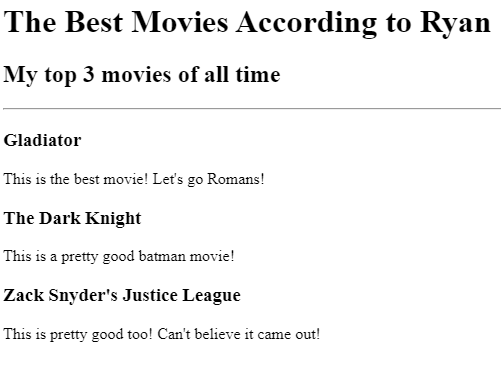 The Best Movies According to Ryan
My top 3 movies of all time
Gladiator
This is the best movie! Let's go Romans!
The Dark Knight
This is a pretty good batman movie!
Zack Snyder's Justice League
This is pretty good too! Can't believe it came out!